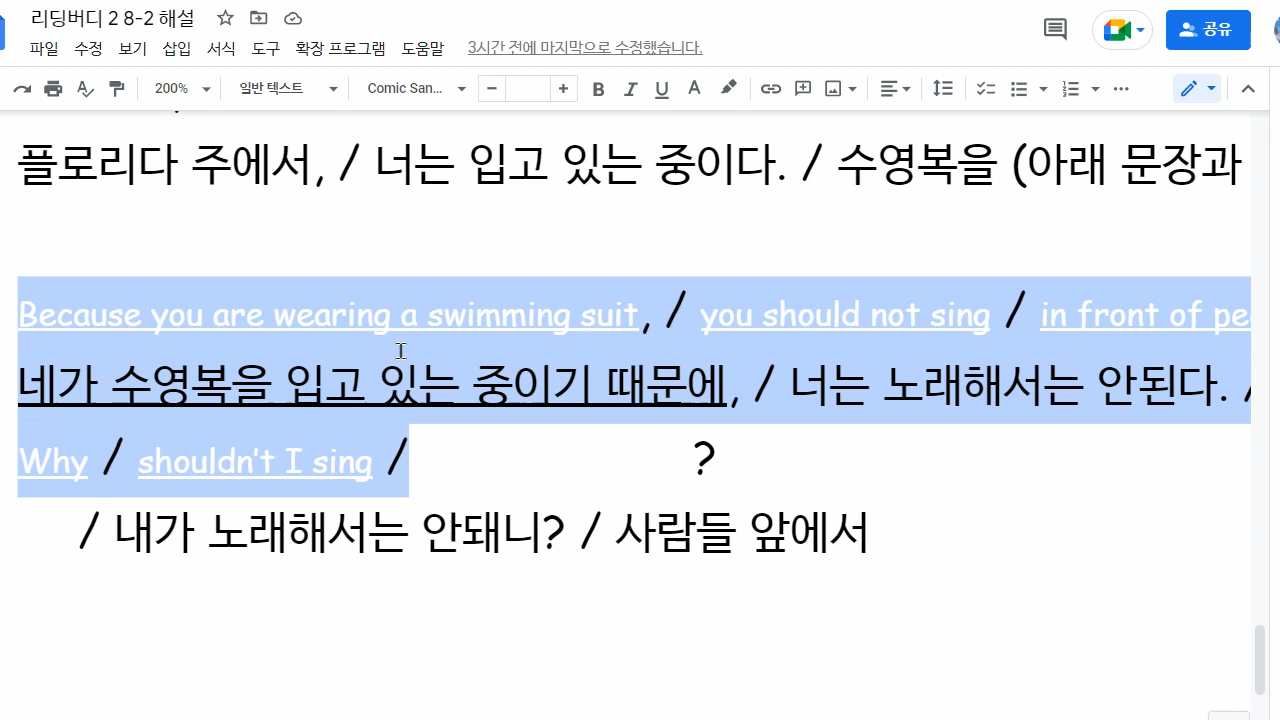 리딩버디 2 8-2 해설
파일 수정 보기 삽입 서식 도구 확장 프로그램 도움말 3시간 전에 마지막으로 수정했습니다.
공유
200% 일반 텍스트 Comic San... − + B I U A
플로리다 주에서, / 너는 입고 있는 중이다. / 수영복을 (아래 문장과
Because you are wearing a swimming suit, / you should not sing / in front of
네가 수영복을 입고 있는 중이기 때문에, / 너는 노래해서는 안된다. /
Why / shouldn't I sing / ?
/ 내가 노래해서는 안돼니? / 사람들 앞에서